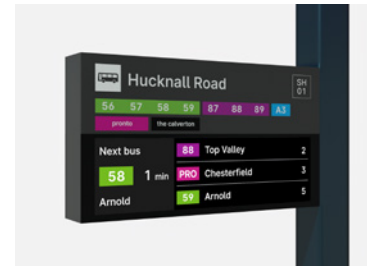 Hucknall Road
SH
01
56 57 58 59 87 88 89 A3
pronto the calverton
Next bus
58 1 min
Arnold
88 Top Valley 2
PRO Chesterfield 3
59 Arnold 5